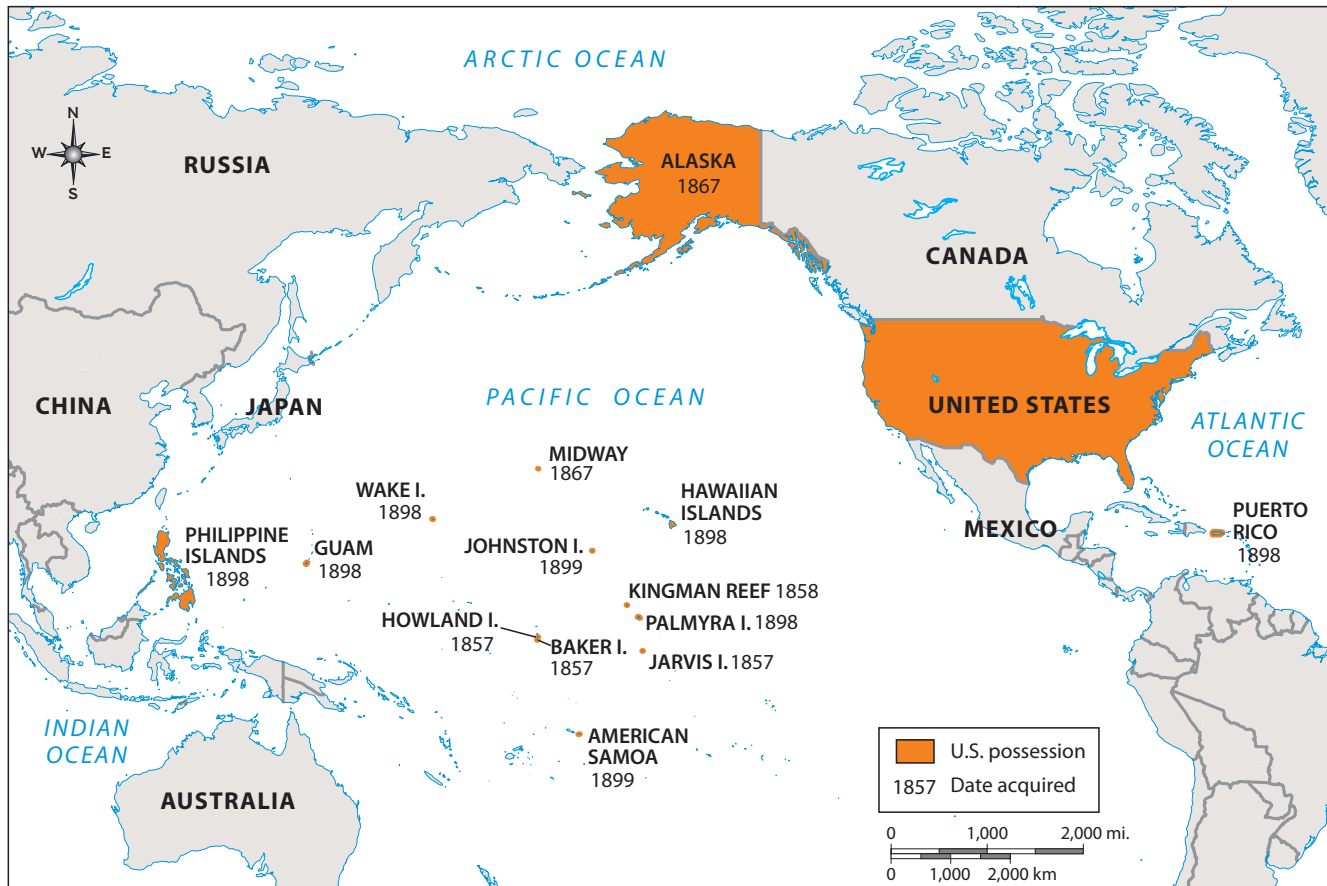 ARCTIC OCEAN
N
W
E
S
RUSSIA
ALASKA
1867
CANADA
CHINA
JAPAN
PACIFIC OCEAN
UNITED STATES
ATLANTIC
OCEAN
MIDWAY
1867
WAKE I.
1898
HAWAIIAN
ISLANDS
1898
MEXICO
PUERTO
RICO
1898
PHILIPPINE
ISLANDS
1898
GUAM
1898
JOHNSTON I.
1899
KINGMAN REEF 1858
PALMYRA I. 1898
HOWLAND I.
1857
BAKER I.
1857
JARVIS I. 1857
INDIAN
OCEAN
AMERICAN
SAMOA
1899
AUSTRALIA
U.S. possession
1857 Date acquired
0 1,000 2,000 mi.
0 1,000 2,000 km